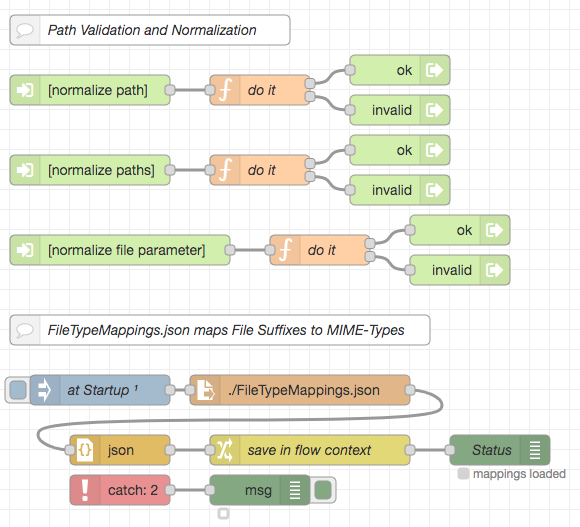 Path Validation and Normalization
ok
[normalize path] do it
invalid
ok
[normalize paths] do it
invalid
ok
[normalize file parameter] do it
invalid
FileTypeMappings.json maps File Suffixes to MIME-Types
at Startup ¹ ./FileTypeMappings.json
{} json save in flow context Status
mappings loaded
! catch: 2 msg